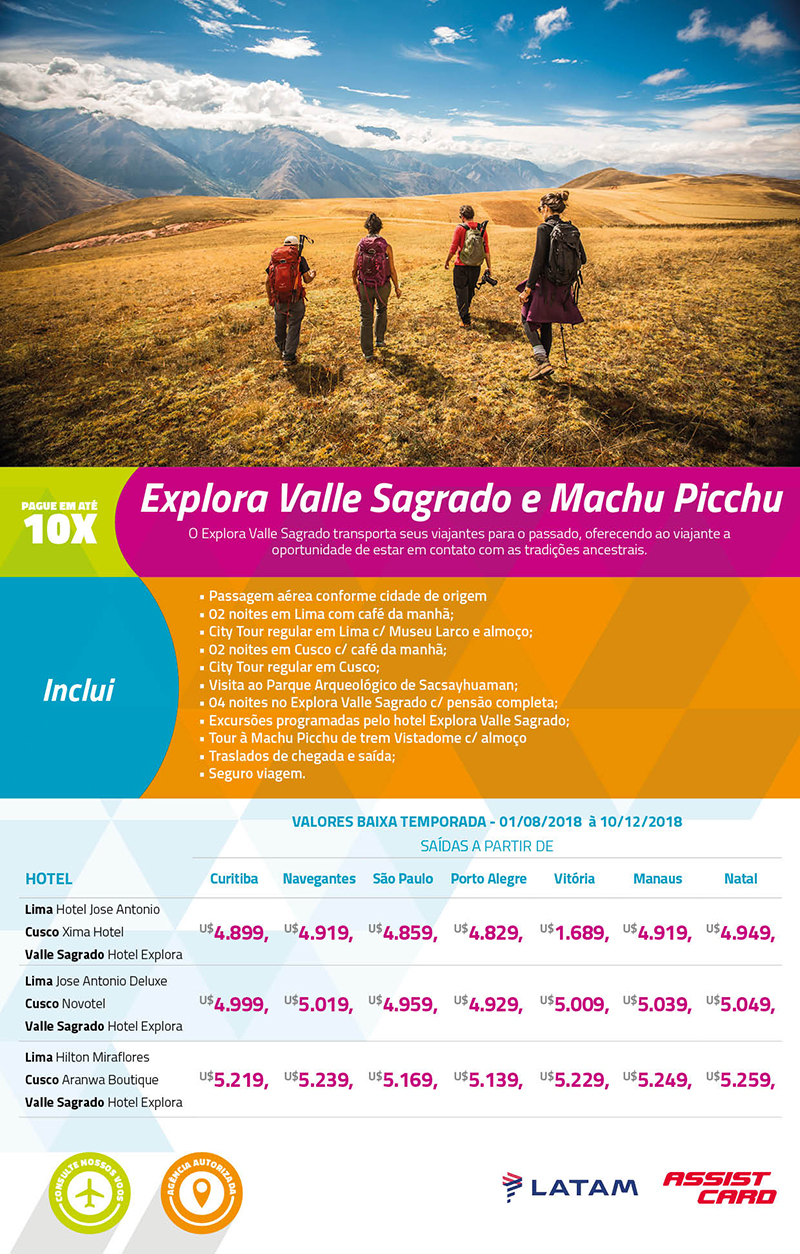 PAGUE EM ATÉ
10X
Explora Valle Sagrado e Machu Picchu
O Explora Valle Sagrado transporta seus viajantes para o passado, oferecendo ao viajante a
oportunidade de estar em contato com as tradições ancestrais.
Inclui
• Passagem aérea conforme cidade de origem
• 02 noites em Lima com café da manhã;
• City Tour regular em Lima c/ Museu Larco e almoço;
• 02 noites em Cusco c/ café da manhã;
• City Tour regular em Cusco;
• Visita ao Parque Arqueológico de Sacsayhuaman;
• 04 noites no Explora Valle Sagrado c/ pensão completa;
• Excursões programadas pelo hotel Explora Valle Sagrado;
• Tour à Machu Picchu de trem Vistadome c/ almoço
• Traslados de chegada e saída;
• Seguro viagem.
VALORES BAIXA TEMPORADA - 01/08/2018 à 10/12/2018
SAÍDAS A PARTIR DE
HOTEL Curitiba Navegantes São Paulo Porto Alegre Vitória Manaus Natal
Lima Hotel Jose Antonio
Cusco Xima Hotel
Valle Sagrado Hotel Explora
U$4.899, U$4.919, U$4.859, U$4.829, U$1.689, U$4.919, U$4.949,
Lima Jose Antonio Deluxe
Cusco Novotel
Valle Sagrado Hotel Explora
U$4.999, U$5.019, U$4.959, U$4.929, U$5.009, U$5.039, U$5.049,
Lima Hilton Miraflores
Cusco Aranwa Boutique
Valle Sagrado Hotel Explora
U$5.219, U$5.239, U$5.169, U$5.139, U$5.229, U$5.249, U$5.259,
CONSULTE NOSSOS VOOS
AGÊNCIA AUTORIZADA
LATAM
ASSIST CARD